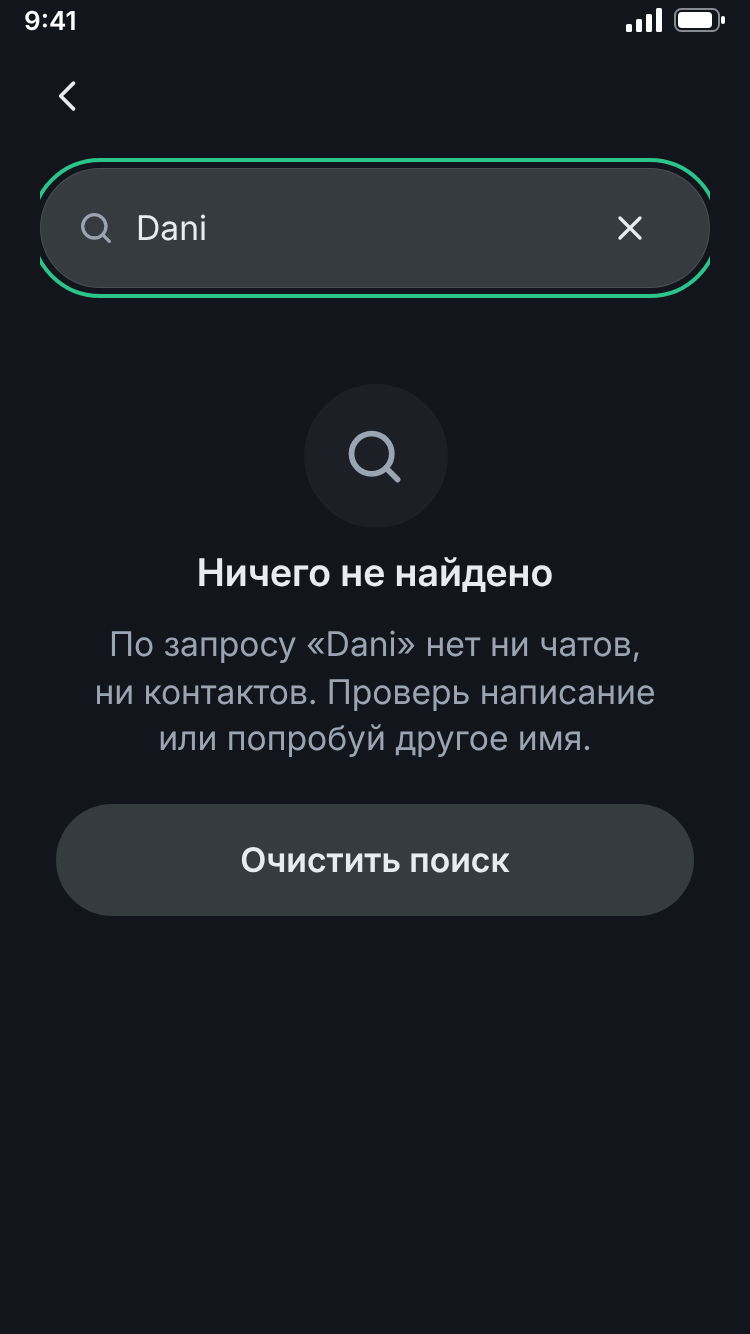 9:41
Dani
Ничего не найдено
По запросу «Dani» нет ни чатов,
ни контактов. Проверь написание
или попробуй другое имя.
Очистить поиск